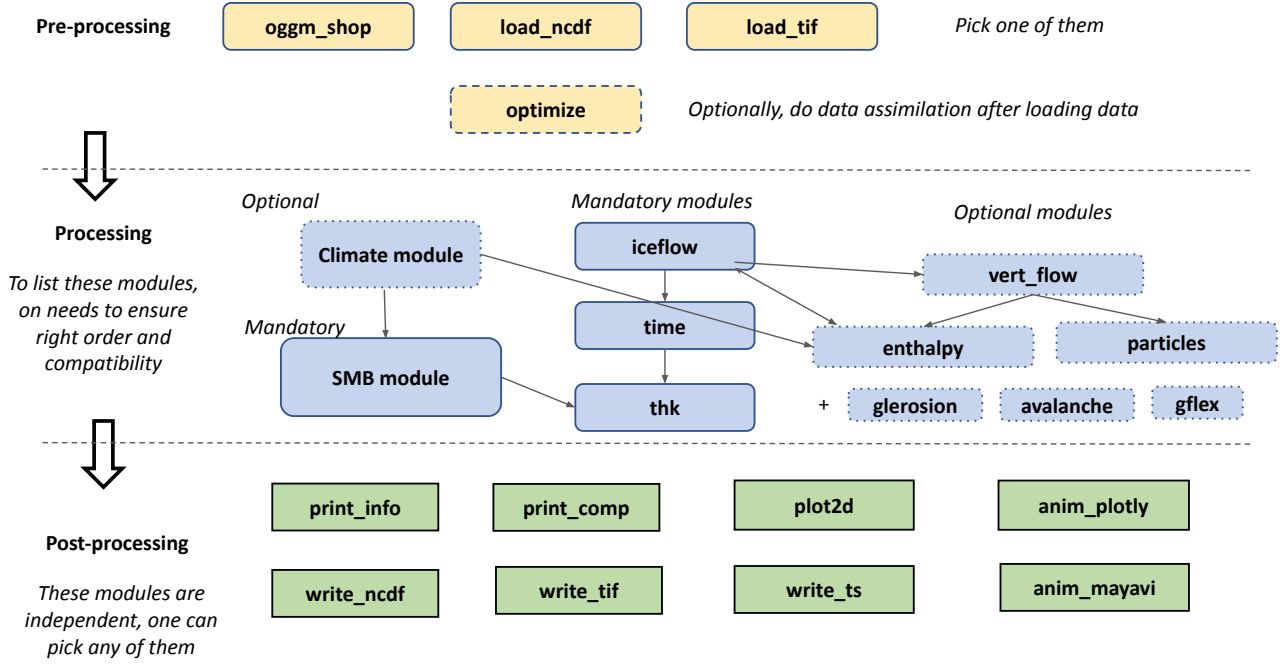 Pre-processing
oggm_shop
load_ncdf
load_tif
Pick one of them
optimize
Optionally, do data assimilation after loading data
Optional
Mandatory modules
Optional modules
Processing
Climate module
iceflow
vert_flow
To list these modules,
on needs to ensure
right order and
compatibility
Mandatory
time
enthalpy
particles
SMB module
thk
+
glerosion
avalanche
gflex
print_info
print_comp
plot2d
anim_plotly
Post-processing
write_ncdf
write_tif
write_ts
anim_mayavi
These modules are
independent, one can
pick any of them